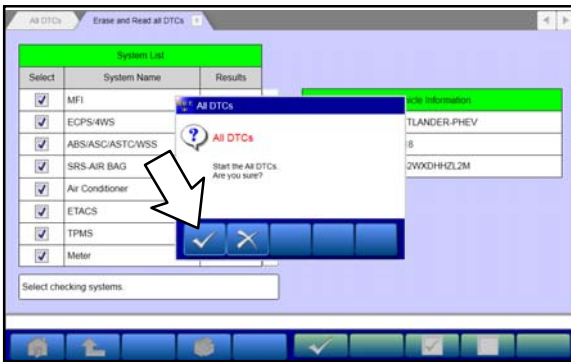 All DTCs
Erase and Read all DTCs
System List
Select
System Name
Results
MFI
ECPS/4WS
ABS/ASC/ASTC/WSS
SRS-AIR BAG
Air Conditioner
ETACS
TPMS
Meter
Select checking systems.
All DTCs
All DTCs
Start the All DTCs.
Are you sure?
icle Information
TLANDER-PHEV
18
2WXDHHZL2M